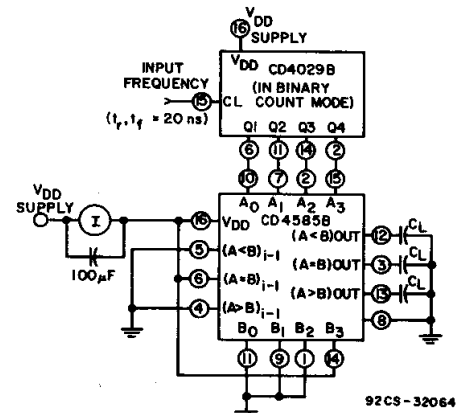 VDD
16
SUPPLY
VDD
CD4029B
INPUT
FREQUENCY
(IN BINARY
COUNT MODE)
15
CL
(tr, tf = 20 ns)
Q1 Q2 Q3 Q4
6 11 14 2
10 7 2 15
A0 A1 A2 A3
VDD
SUPPLY
I
16
VDD
CD4585B
100µF
5
(A<B)i-1
(A<B)OUT
12
CL
6
(A=B)i-1
(A=B)OUT
3
CL
4
(A>B)i-1
(A>B)OUT
13
CL
8
B0 B1 B2 B3
11 9 1 14
92CS-32064